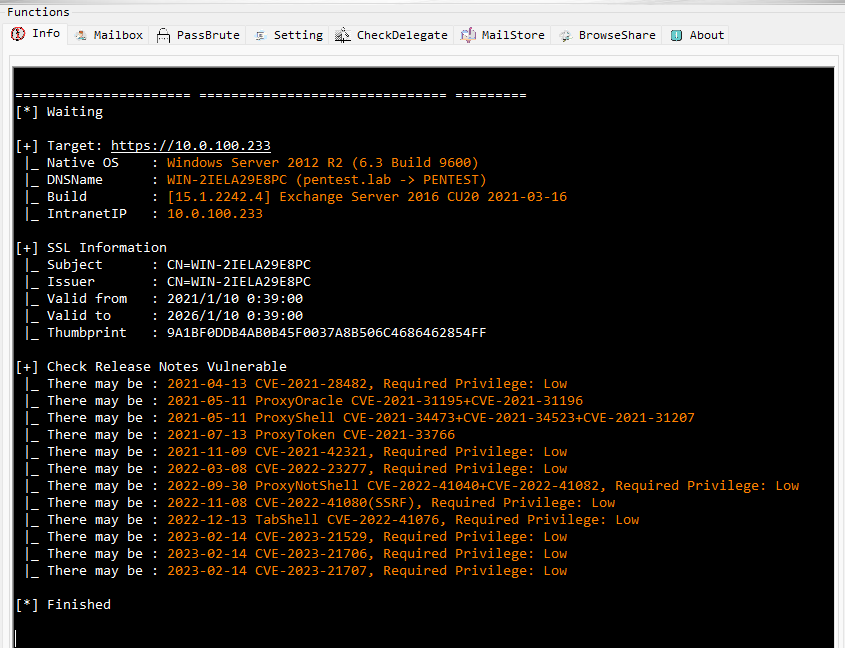 Functions
Info Mailbox PassBrute Setting CheckDelegate MailStore BrowseShare About
====================== =============================== =========
[*] Waiting
[+] Target: https://10.0.100.233
|_ Native OS : Windows Server 2012 R2 (6.3 Build 9600)
|_ DNSName : WIN-2IELA29E8PC (pentest.lab -> PENTEST)
|_ Build : [15.1.2242.4] Exchange Server 2016 CU20 2021-03-16
|_ IntranetIP : 10.0.100.233
[+] SSL Information
|_ Subject : CN=WIN-2IELA29E8PC
|_ Issuer : CN=WIN-2IELA29E8PC
|_ Valid from : 2021/1/10 0:39:00
|_ Valid to : 2026/1/10 0:39:00
|_ Thumbprint : 9A1BF0DDB4AB0B45F0037A8B506C4686462854FF
[+] Check Release Notes Vulnerable
|_ There may be : 2021-04-13 CVE-2021-28482, Required Privilege: Low
|_ There may be : 2021-05-11 ProxyOracle CVE-2021-31195+CVE-2021-31196
|_ There may be : 2021-05-11 ProxyShell CVE-2021-34473+CVE-2021-34523+CVE-2021-31207
|_ There may be : 2021-07-13 ProxyToken CVE-2021-33766
|_ There may be : 2021-11-09 CVE-2021-42321, Required Privilege: Low
|_ There may be : 2022-03-08 CVE-2022-23277, Required Privilege: Low
|_ There may be : 2022-09-30 ProxyNotShell CVE-2022-41040+CVE-2022-41082, Required Privilege: Low
|_ There may be : 2022-11-08 CVE-2022-41080(SSRF), Required Privilege: Low
|_ There may be : 2022-12-13 TabShell CVE-2022-41076, Required Privilege: Low
|_ There may be : 2023-02-14 CVE-2023-21529, Required Privilege: Low
|_ There may be : 2023-02-14 CVE-2023-21706, Required Privilege: Low
|_ There may be : 2023-02-14 CVE-2023-21707, Required Privilege: Low
[*] Finished